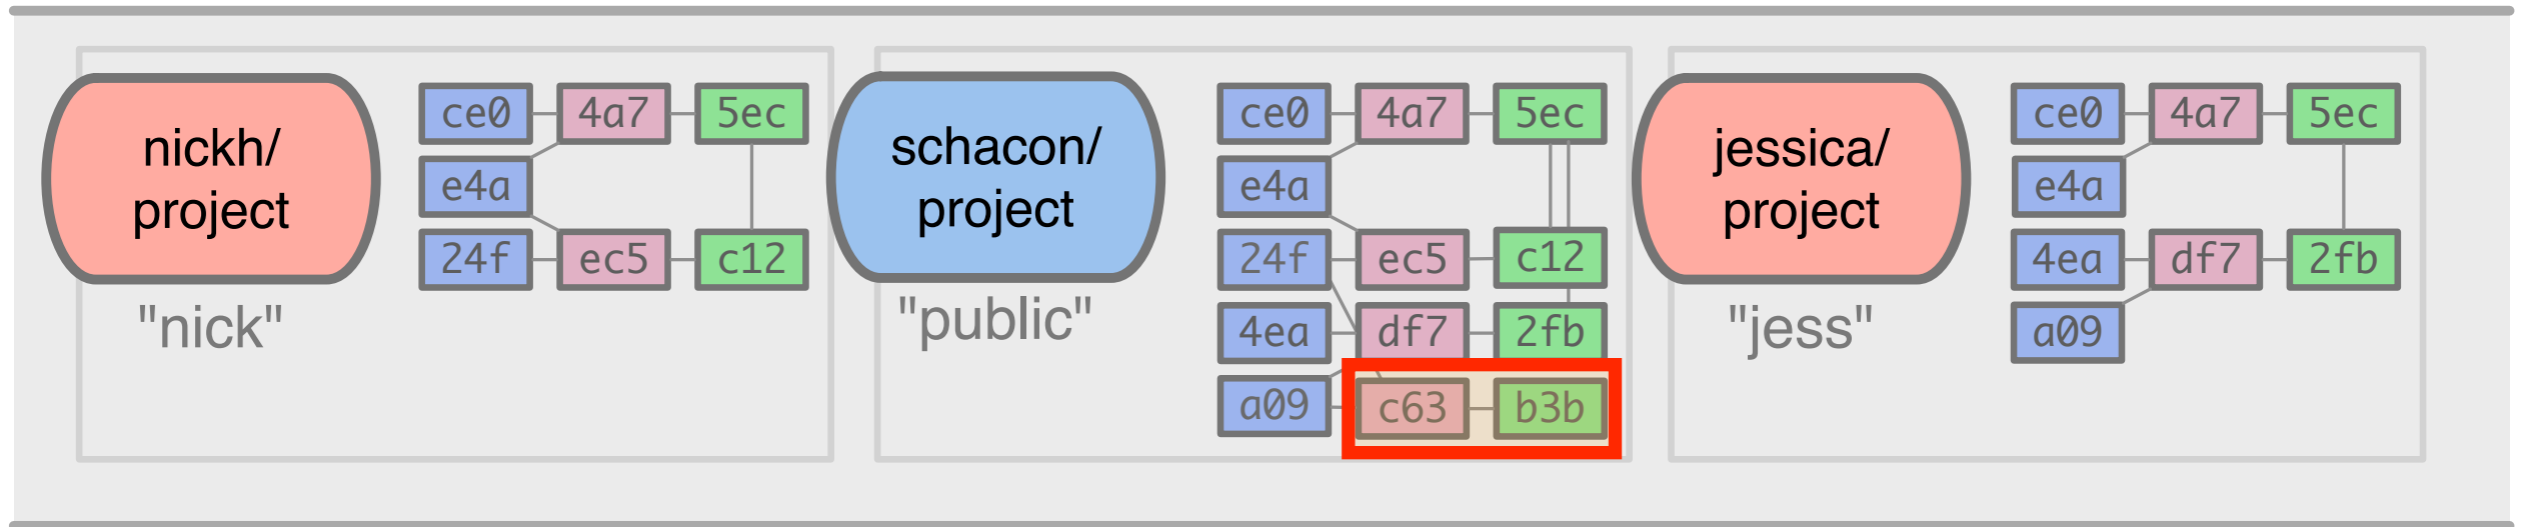 nickh/
project
"nick"
ce0 4a7 5ec
e4a
24f ec5 c12
schacon/
project
"public"
ce0 4a7 5ec
e4a
24f ec5 c12
4ea df7 2fb
a09 c63 b3b
jessica/
project
"jess"
ce0 4a7 5ec
e4a
4ea df7 2fb
a09